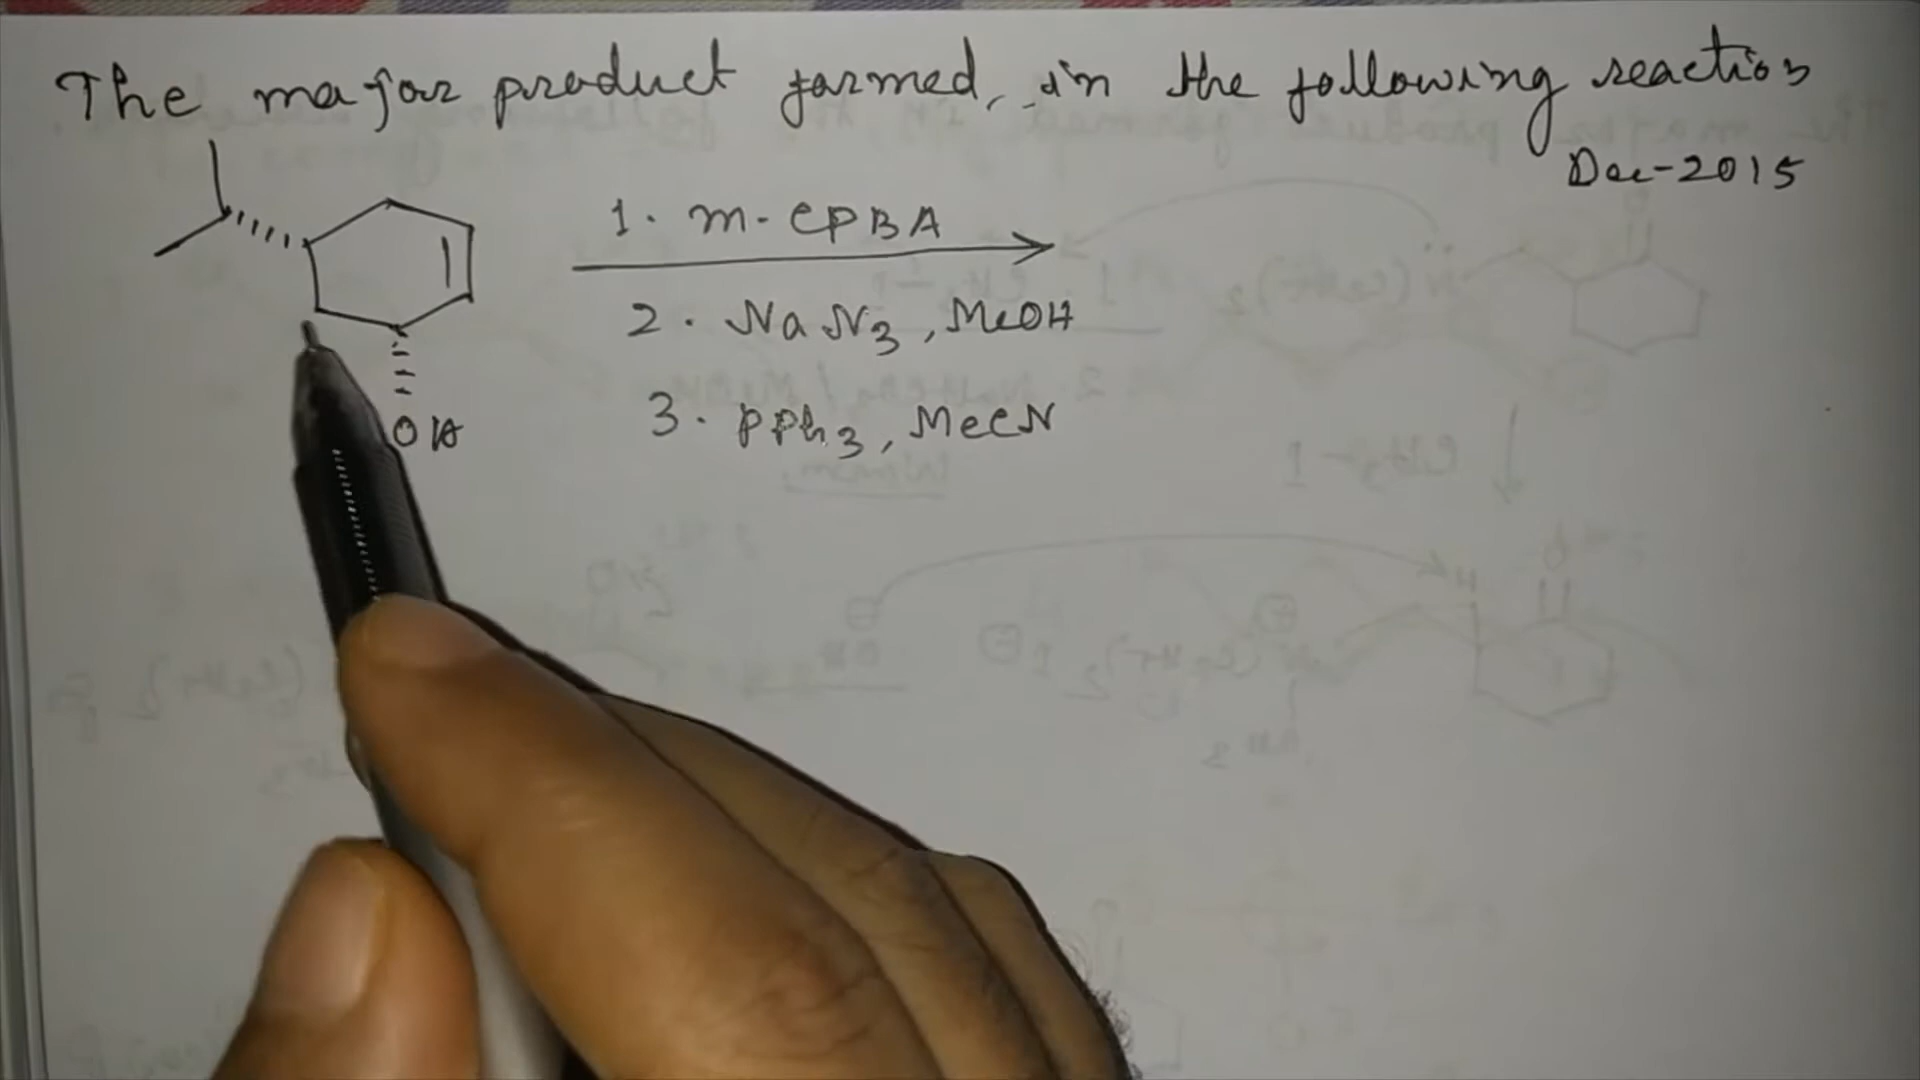 The major product formed, in the following reaction
Dec-2015
1. m-CPBA
2. NaN3, MeOH
3. PPh3, MeCN
OH